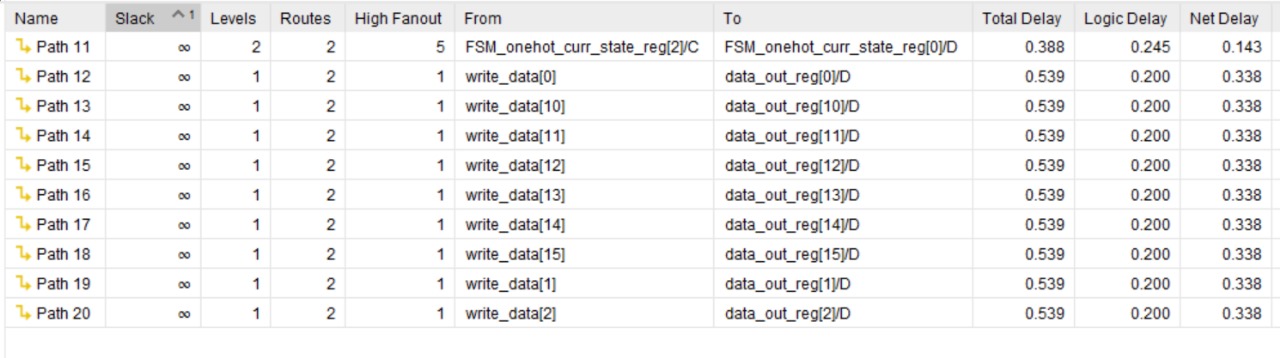 Name Slack 1 Levels Routes High Fanout From To Total Delay Logic Delay Net Delay
Path 11 ∞ 2 2 5 FSM_onehot_curr_state_reg[2]/C FSM_onehot_curr_state_reg[0]/D 0.388 0.245 0.143
Path 12 ∞ 1 2 1 write_data[0] data_out_reg[0]/D 0.539 0.200 0.338
Path 13 ∞ 1 2 1 write_data[10] data_out_reg[10]/D 0.539 0.200 0.338
Path 14 ∞ 1 2 1 write_data[11] data_out_reg[11]/D 0.539 0.200 0.338
Path 15 ∞ 1 2 1 write_data[12] data_out_reg[12]/D 0.539 0.200 0.338
Path 16 ∞ 1 2 1 write_data[13] data_out_reg[13]/D 0.539 0.200 0.338
Path 17 ∞ 1 2 1 write_data[14] data_out_reg[14]/D 0.539 0.200 0.338
Path 18 ∞ 1 2 1 write_data[15] data_out_reg[15]/D 0.539 0.200 0.338
Path 19 ∞ 1 2 1 write_data[1] data_out_reg[1]/D 0.539 0.200 0.338
Path 20 ∞ 1 2 1 write_data[2] data_out_reg[2]/D 0.539 0.200 0.338